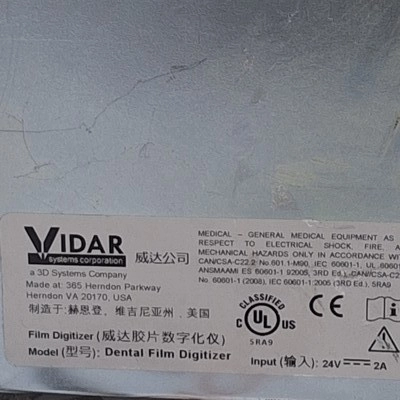 VIDAR
systems corporation
威达公司
a 3D Systems Company
Made at: 365 Herndon Parkway
Herndon VA 20170, USA
制造于: 赫恩登、维吉尼亚州、美国
Film Digitizer (威达胶片数字化仪)
Model (型号): Dental Film Digitizer
MEDICAL – GENERAL MEDICAL EQUIPMENT AS
RESPECT TO ELECTRICAL SHOCK, FIRE, A
MECHANICAL HAZARDS ONLY IN ACCORDANCE WIT
CAN/CSA-C22.2 No.601.1-M90, IEC 60601-1, UL 60601
ANSI/AAMI ES 60601-1 92005, 3RD Ed.), CAN/CSA-C2
No. 60601-1 (2008), IEC 60601-1:2005 (3RD Ed.), 5RA9
CLASSIFIED
C UL US
5RA9
CE
Input (输入): 24V 2A